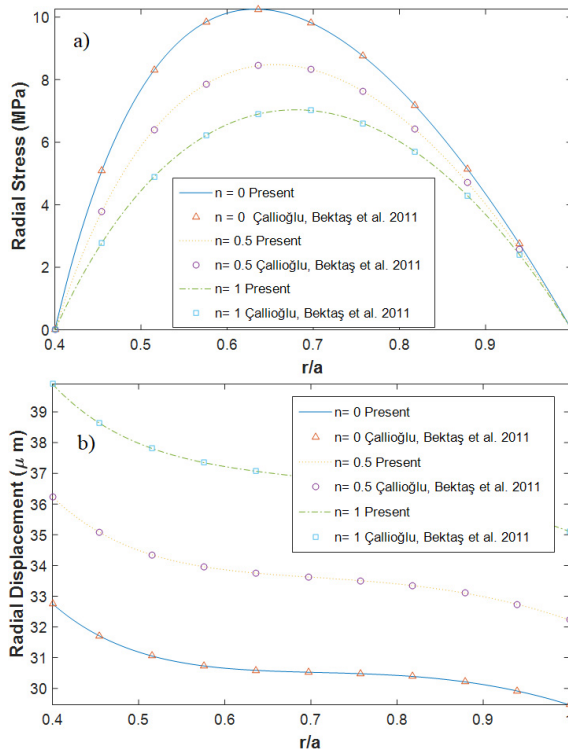 a)
Radial Stress (MPa)
10
8
6
4
2
0
n = 0 Present
n = 0 Çallioğlu, Bektaş et al. 2011
n = 0.5 Present
n = 0.5 Çallioğlu, Bektaş et al. 2011
n = 1 Present
n = 1 Çallioğlu, Bektaş et al. 2011
0.4 0.5 0.6 0.7 0.8 0.9
r/a
b)
Radial Displacement (μ m)
39
38
37
36
35
34
33
32
31
30
n= 0 Present
n= 0 Çallioğlu, Bektaş et al. 2011
n= 0.5 Present
n= 0.5 Çallioğlu, Bektaş et al. 2011
n= 1 Present
n= 1 Çallioğlu, Bektaş et al. 2011
0.4 0.5 0.6 0.7 0.8 0.9
r/a